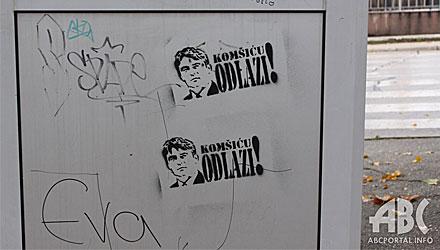 KOMŠIĆU
ODLAZI!
KOMŠIĆU
ODLAZI!
Eva
ABC
ABCPORTAL.INFO